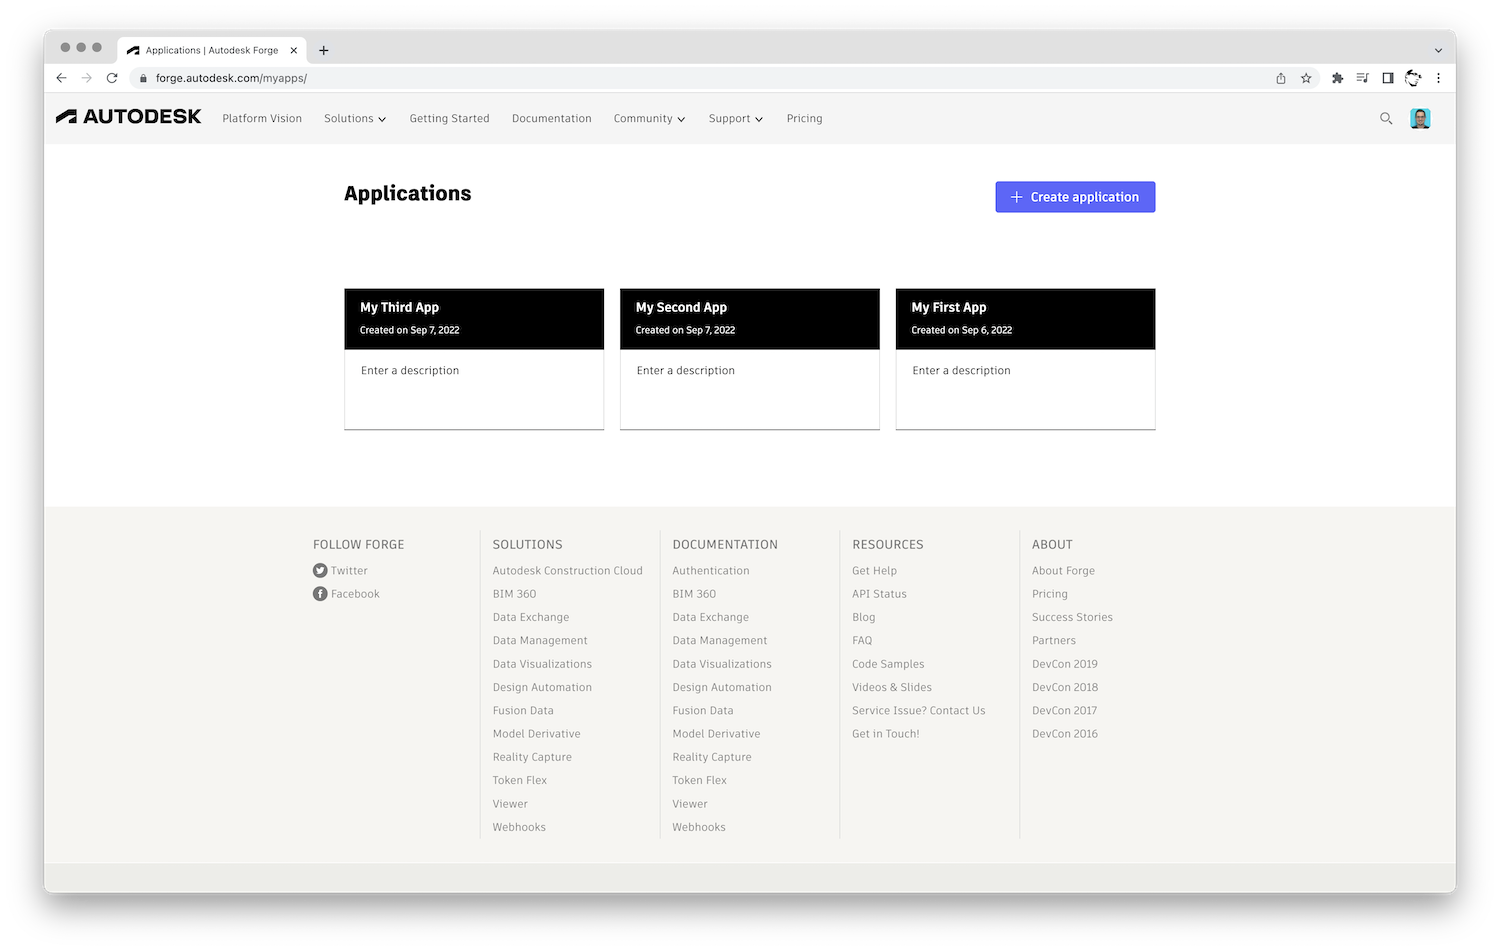 Applications | Autodesk Forge
forge.autodesk.com/myapps/
AUTODESK
Platform Vision
Solutions
Getting Started
Documentation
Community
Support
Pricing
Applications
Create application
My Third App
Created on Sep 7, 2022
Enter a description
My Second App
Created on Sep 7, 2022
Enter a description
My First App
Created on Sep 6, 2022
Enter a description
FOLLOW FORGE
Twitter
Facebook
SOLUTIONS
Autodesk Construction Cloud
BIM 360
Data Exchange
Data Management
Data Visualizations
Design Automation
Fusion Data
Model Derivative
Reality Capture
Token Flex
Viewer
Webhooks
DOCUMENTATION
Authentication
BIM 360
Data Exchange
Data Management
Data Visualizations
Design Automation
Fusion Data
Model Derivative
Reality Capture
Token Flex
Viewer
Webhooks
RESOURCES
Get Help
API Status
Blog
FAQ
Code Samples
Videos & Slides
Service Issue? Contact Us
Get in Touch!
ABOUT
About Forge
Pricing
Success Stories
Partners
DevCon 2019
DevCon 2018
DevCon 2017
DevCon 2016